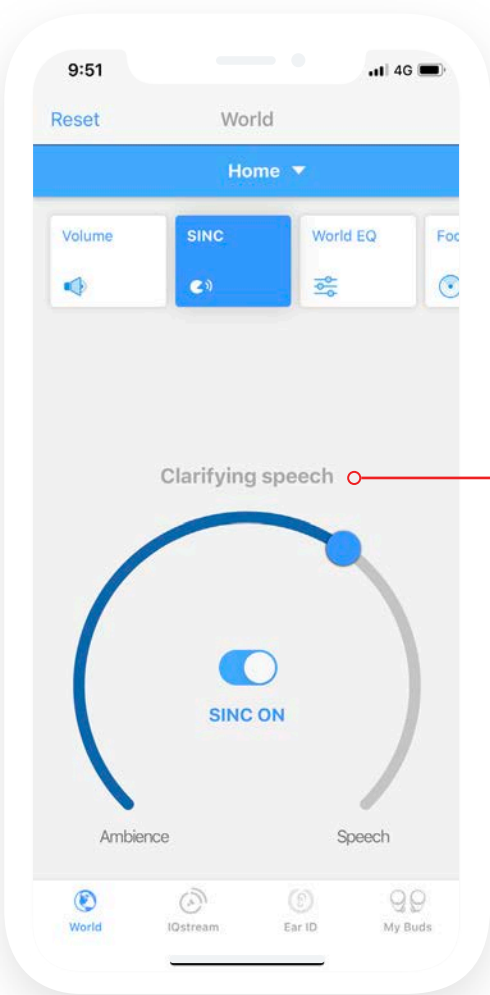 9:51 4G
Reset World
Home
Volume SINC World EQ Foc
Clarifying speech
SINC ON
Ambience Speech
World IQstream Ear ID My Buds